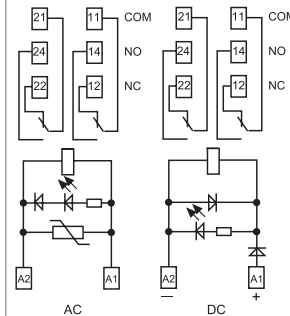 21 11 COM 21 11 COM
24 14 NO 24 14 NO
22 12 NC 22 12 NC
A2 A1 A2 A1
— +
AC DC